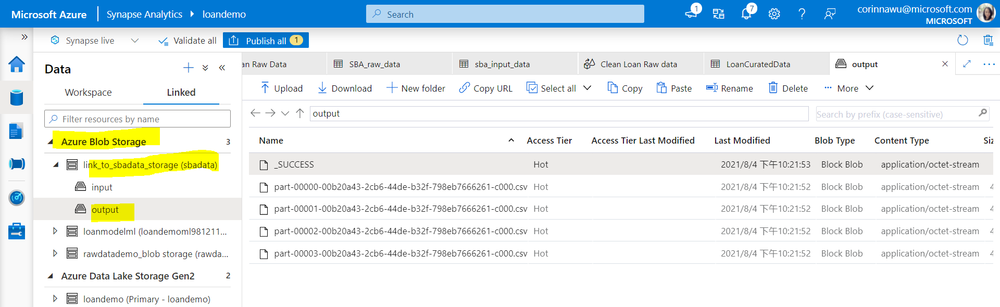 Microsoft Azure
Synapse Analytics
loandemo
Search
1
7
corinnawu@microsoft.com
MICROSOFT
Synapse live
Validate all
Publish all 1
Data
Workspace
Linked
Filter resources by name
Azure Blob Storage 3
link_to_sbadata_storage (sbadata)
input
output
loanmodelml (loandemoml981211...
rawdatademo_blob storage (rawda...
Azure Data Lake Storage Gen2 2
loandemo (Primary - loandemo)
an Raw Data
SBA_raw_data
sba_input_data
Clean Loan Raw data
LoanCuratedData
output
Upload Download New folder Copy URL Select all Copy Paste Rename Delete ... More
output
Search by prefix (case-sensitive)
Name Access Tier Access Tier Last Modified Last Modified Blob Type Content Type Siz
_SUCCESS Hot 2021/8/4 下午10:21:53 Block Blob application/octet-stream
part-00000-00b20a43-2cb6-44de-b32f-798eb7666261-c000.csv Hot 2021/8/4 下午10:21:52 Block Blob application/octet-stream 4
part-00001-00b20a43-2cb6-44de-b32f-798eb7666261-c000.csv Hot 2021/8/4 下午10:21:52 Block Blob application/octet-stream 4
part-00002-00b20a43-2cb6-44de-b32f-798eb7666261-c000.csv Hot 2021/8/4 下午10:21:52 Block Blob application/octet-stream 4
part-00003-00b20a43-2cb6-44de-b32f-798eb7666261-c000.csv Hot 2021/8/4 下午10:21:52 Block Blob application/octet-stream 4